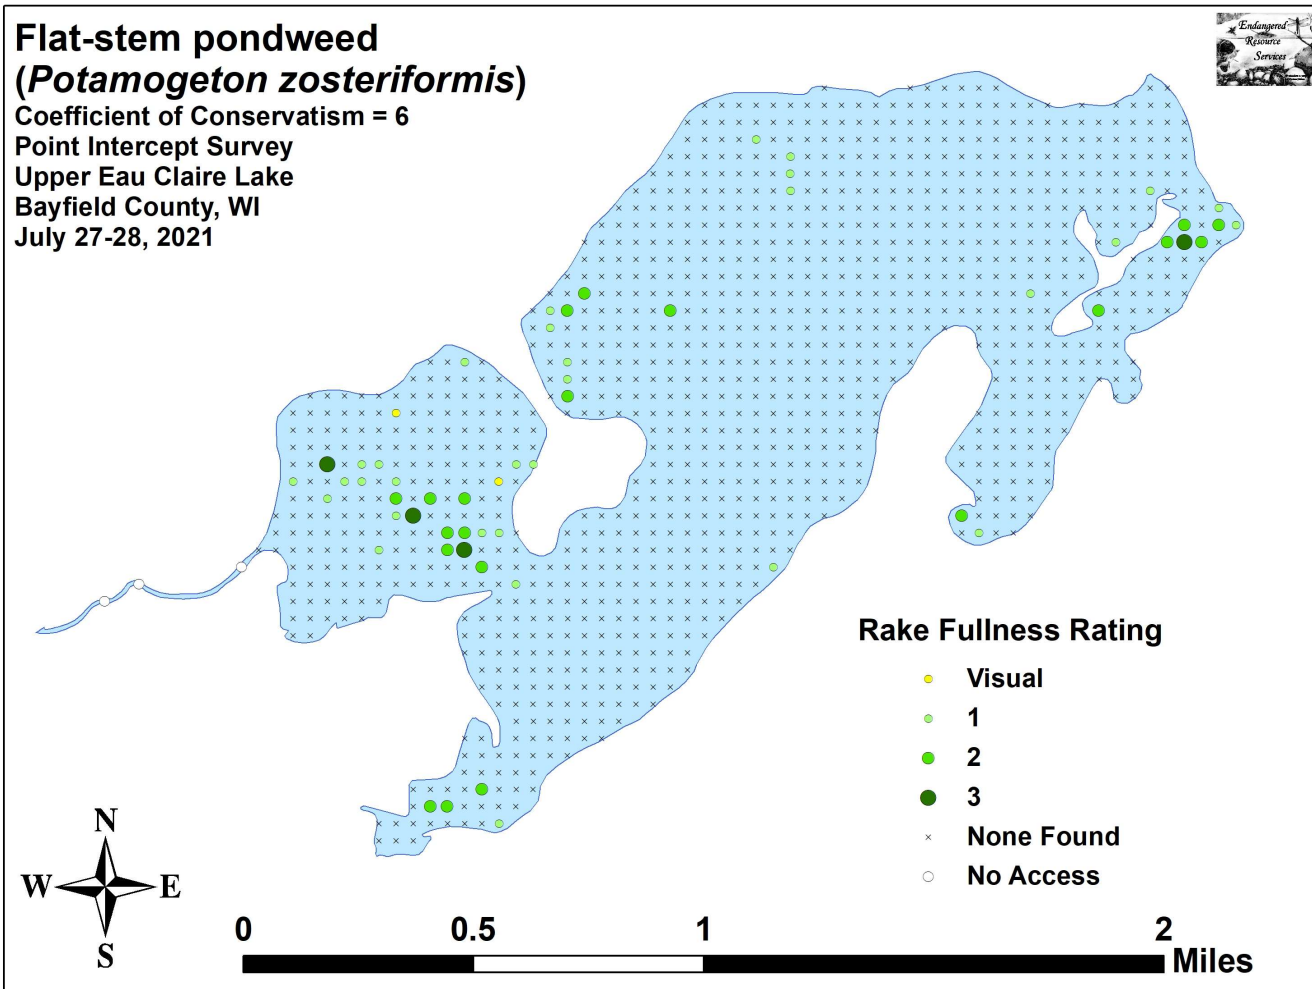 Flat-stem pondweed
(Potamogeton zosteriformis)
Coefficient of Conservatism = 6
Point Intercept Survey
Upper Eau Claire Lake
Bayfield County, WI
July 27-28, 2021
Endangered
Resource
Services
Rake Fullness Rating
Visual
1
2
3
None Found
No Access
N
W E
S
0 0.5 1 2
Miles